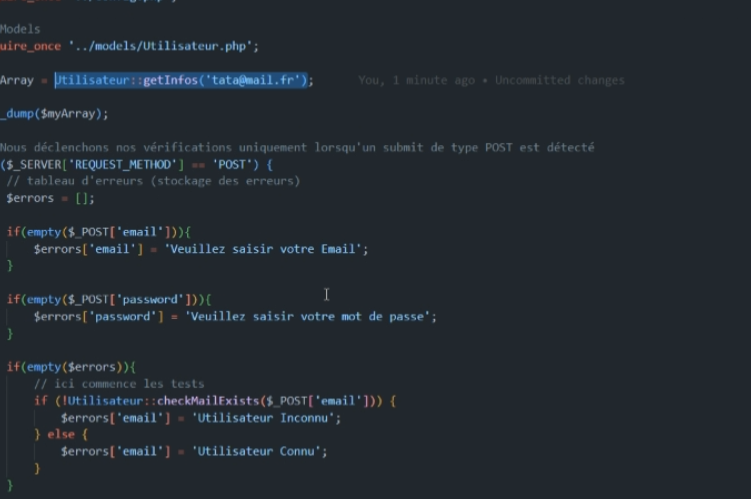 Models
uire_once '../models/Utilisateur.php';
Array = Utilisateur::getInfos('tata@mail.fr'); You, 1 minute ago • Uncommitted changes
_dump($myArray);
Nous déclenchons nos vérifications uniquement lorsqu'un submit de type POST est détecté
($_SERVER['REQUEST_METHOD'] == 'POST') {
// tableau d'erreurs (stockage des erreurs)
$errors = [];
if(empty($_POST['email'])){
$errors['email'] = 'Veuillez saisir votre Email';
}
if(empty($_POST['password'])){
$errors['password'] = 'Veuillez saisir votre mot de passe';
}
if(empty($errors)){
// ici commence les tests
if (!Utilisateur::checkMailExists($_POST['email'])) {
$errors['email'] = 'Utilisateur Inconnu';
} else {
$errors['email'] = 'Utilisateur Connu';
}
}